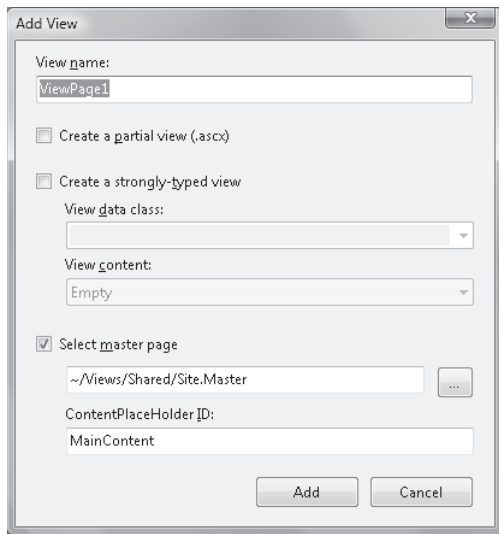 Add View
View name:
ViewPage1
Create a partial view (.ascx)
Create a strongly-typed view
View data class:
View content:
Empty
Select master page
~/Views/Shared/Site.Master
...
ContentPlaceHolder ID:
MainContent
Add
Cancel